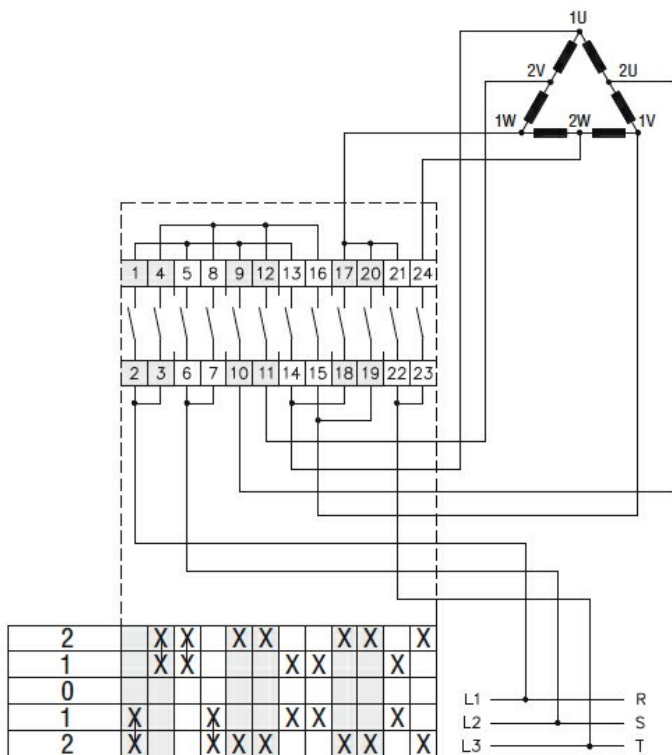 1U
2V 2U
1W 2W 1V
1 4 5 8 9 12 13 16 17 20 21 24
2 3 6 7 10 11 14 15 18 19 22 23
2 X X X X X X X
1 X X X X X
0
1 X X X X X
2 X X X X X X X
L1 R
L2 S
L3 T